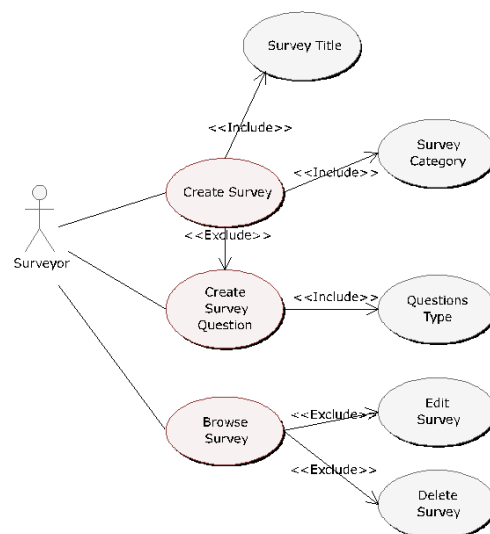 Survey Title
<<Include>>
Survey
Category
<<Include>>
Create Survey
<<Exclude>>
Surveyor
Create
Survey
Question
<<Include>>
Questions
Type
Browse
Survey
<<Exclude>>
Edit
Survey
<<Exclude>>
Delete
Survey